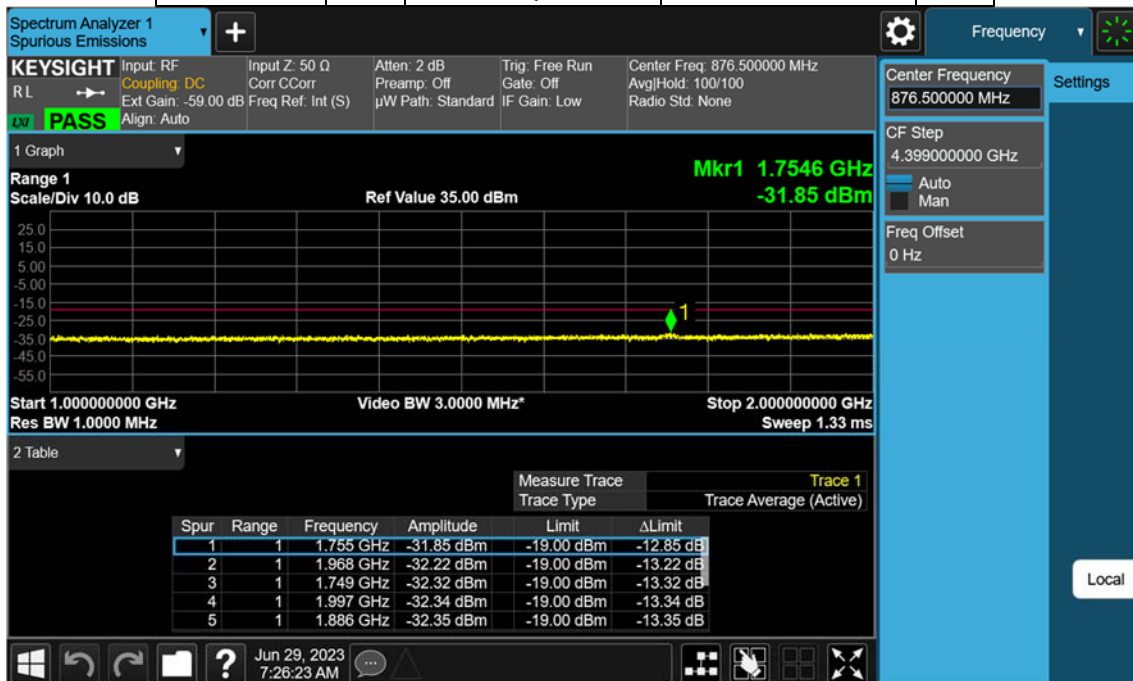 Spectrum Analyzer 1
Spurious Emissions
+
Frequency
KEYSIGHT Input: RF Input Z: 50 Ω Atten: 2 dB Trig: Free Run Center Freq: 876.500000 MHz
RL Coupling: DC Corr CCorr Preamp: Off Gate: Off Avg|Hold: 100/100
Ext Gain: -59.00 dB Freq Ref: Int (S) µW Path: Standard IF Gain: Low Radio Std: None
LXI PASS Align: Auto
Center Frequency
876.500000 MHz
Settings
CF Step
4.399000000 GHz
Auto
Man
Freq Offset
0 Hz
Local
1 Graph
Range 1 Mkr1 1.7546 GHz
Scale/Div 10.0 dB Ref Value 35.00 dBm -31.85 dBm
25.0
15.0
5.00
-5.00
-15.0
1
-25.0
-35.0
-45.0
-55.0
Start 1.000000000 GHz Video BW 3.0000 MHz* Stop 2.000000000 GHz
Res BW 1.0000 MHz Sweep 1.33 ms
2 Table
Measure Trace Trace 1
Trace Type Trace Average (Active)
Spur Range Frequency Amplitude Limit ΔLimit
1 1 1.755 GHz -31.85 dBm -19.00 dBm -12.85 dB
2 1 1.968 GHz -32.22 dBm -19.00 dBm -13.22 dB
3 1 1.749 GHz -32.32 dBm -19.00 dBm -13.32 dB
4 1 1.997 GHz -32.34 dBm -19.00 dBm -13.34 dB
5 1 1.886 GHz -32.35 dBm -19.00 dBm -13.35 dB
? Jun 29, 2023
7:26:23 AM